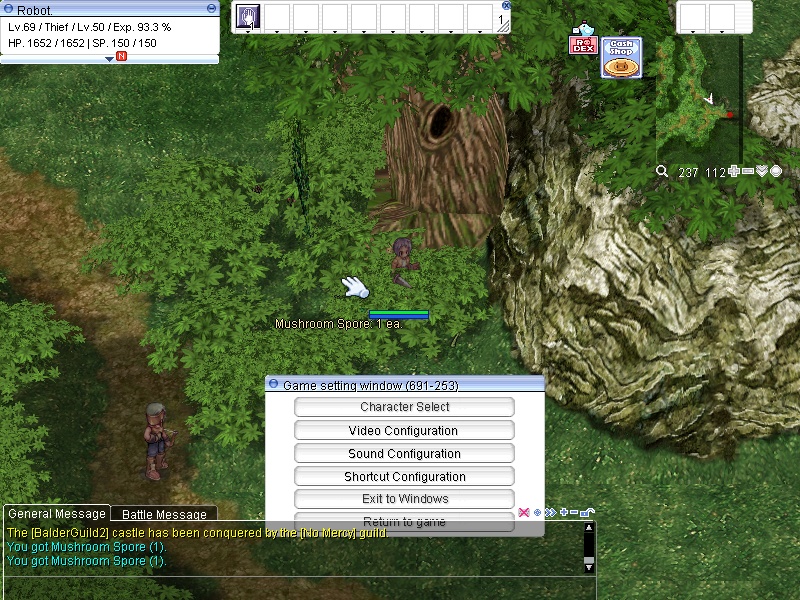 Robot
Lv.69 / Thief / Lv.50 / Exp. 93.3 %
HP. 1652 / 1652 | SP. 150 / 150
N
1
RODEX
Cash Shop
237 112
Mushroom Spore: 1 ea.
Game setting window (691-253)
Character Select
Video Configuration
Sound Configuration
Shortcut Configuration
Exit to Windows
Return to game
General Message
Battle Message
The [BalderGuild2] castle has been conquered by the [No Mercy] guild.
You got Mushroom Spore (1).
You got Mushroom Spore (1).